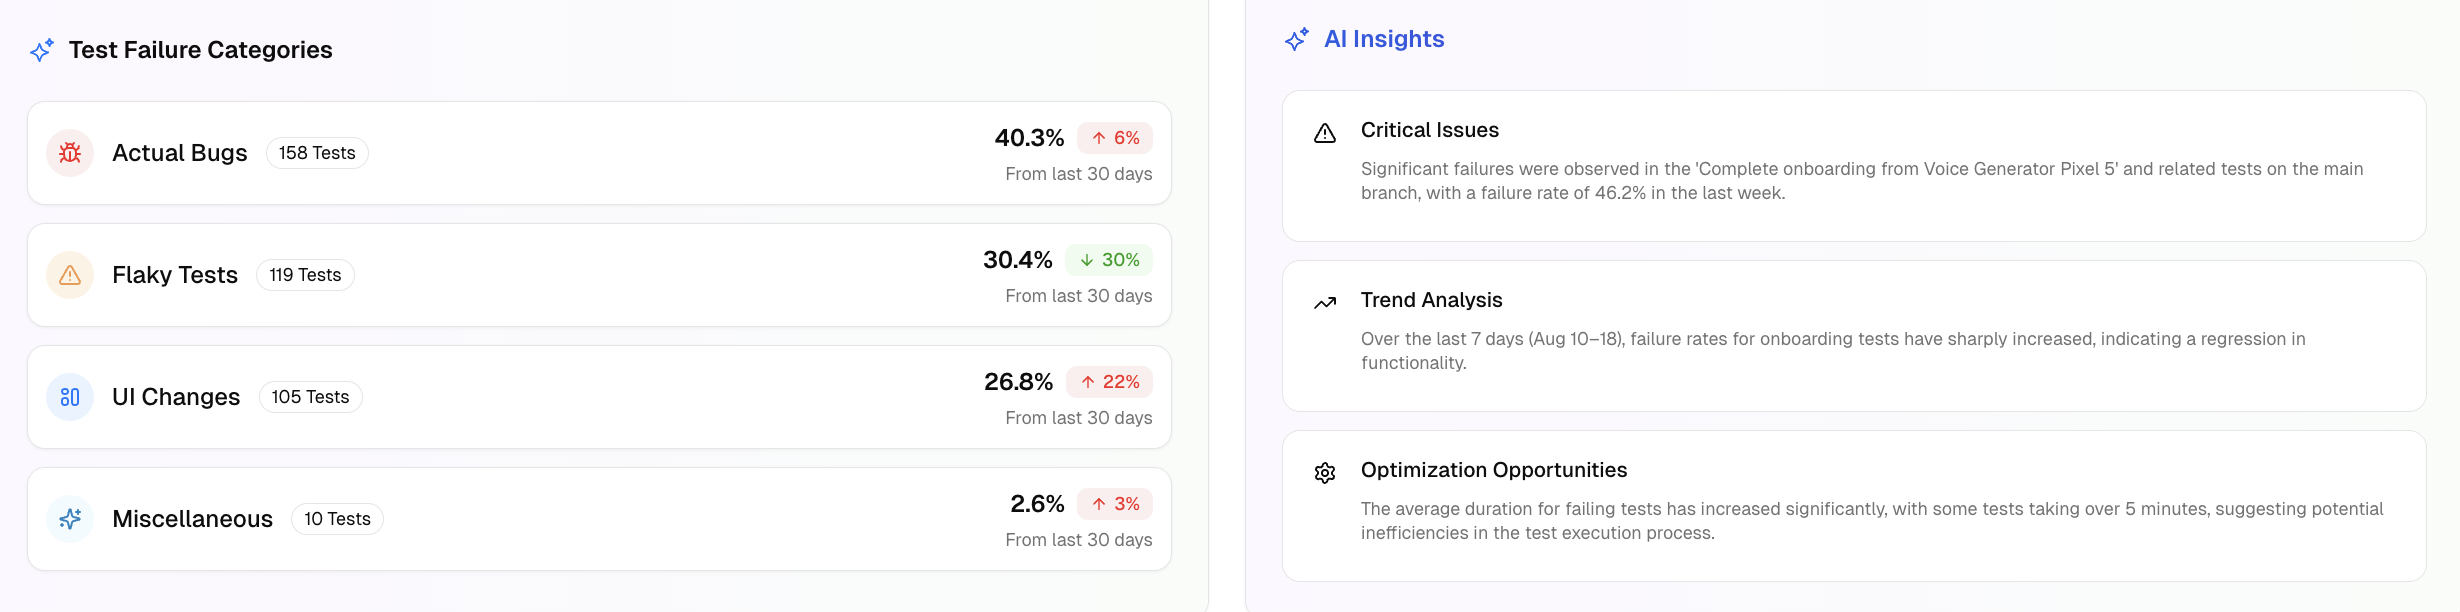 Test Failure Categories
Actual Bugs 158 Tests 40.3% ↑ 6%
From last 30 days
Flaky Tests 119 Tests 30.4% ↓ 30%
From last 30 days
UI Changes 105 Tests 26.8% ↑ 22%
From last 30 days
Miscellaneous 10 Tests 2.6% ↑ 3%
From last 30 days
AI Insights
Critical Issues
Significant failures were observed in the 'Complete onboarding from Voice Generator Pixel 5' and related tests on the main
branch, with a failure rate of 46.2% in the last week.
Trend Analysis
Over the last 7 days (Aug 10–18), failure rates for onboarding tests have sharply increased, indicating a regression in
functionality.
Optimization Opportunities
The average duration for failing tests has increased significantly, with some tests taking over 5 minutes, suggesting potential
inefficiencies in the test execution process.